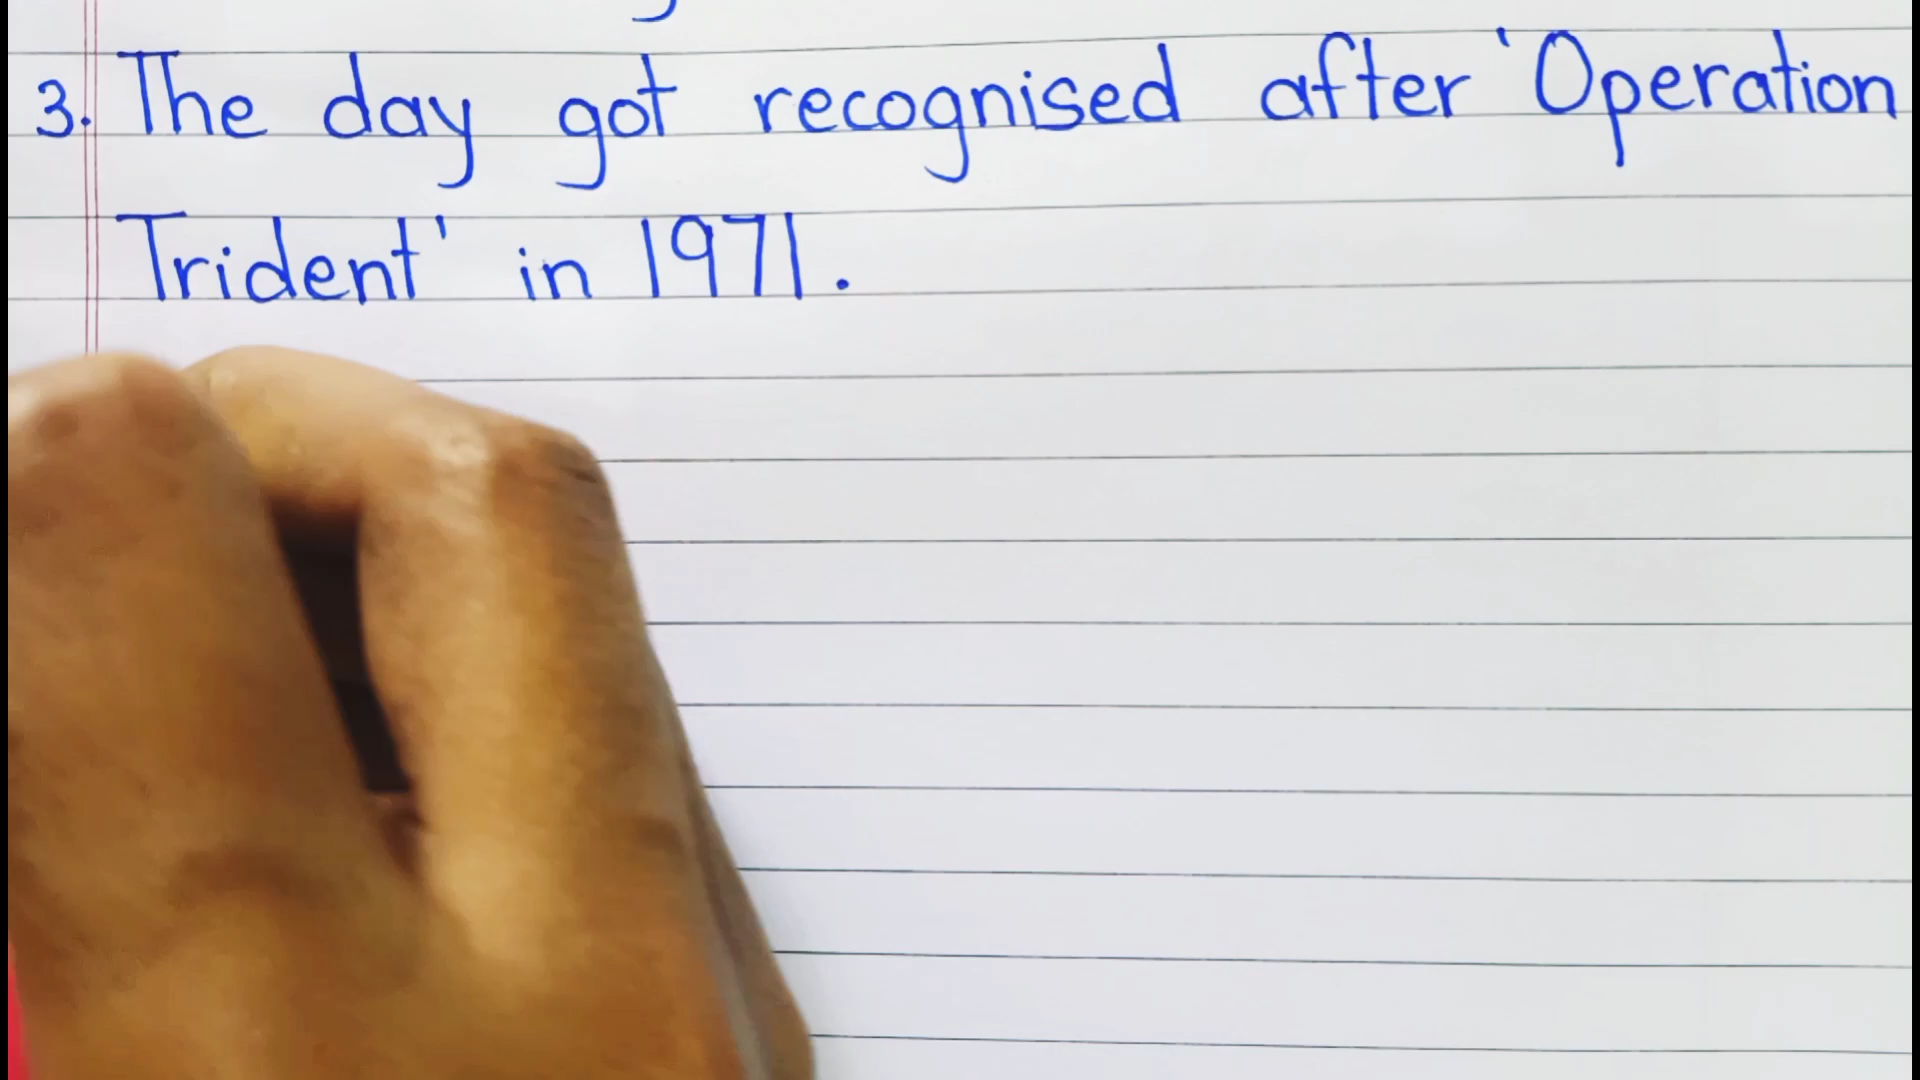 3. The day got recognised after 'Operation
Trident' in 1971.